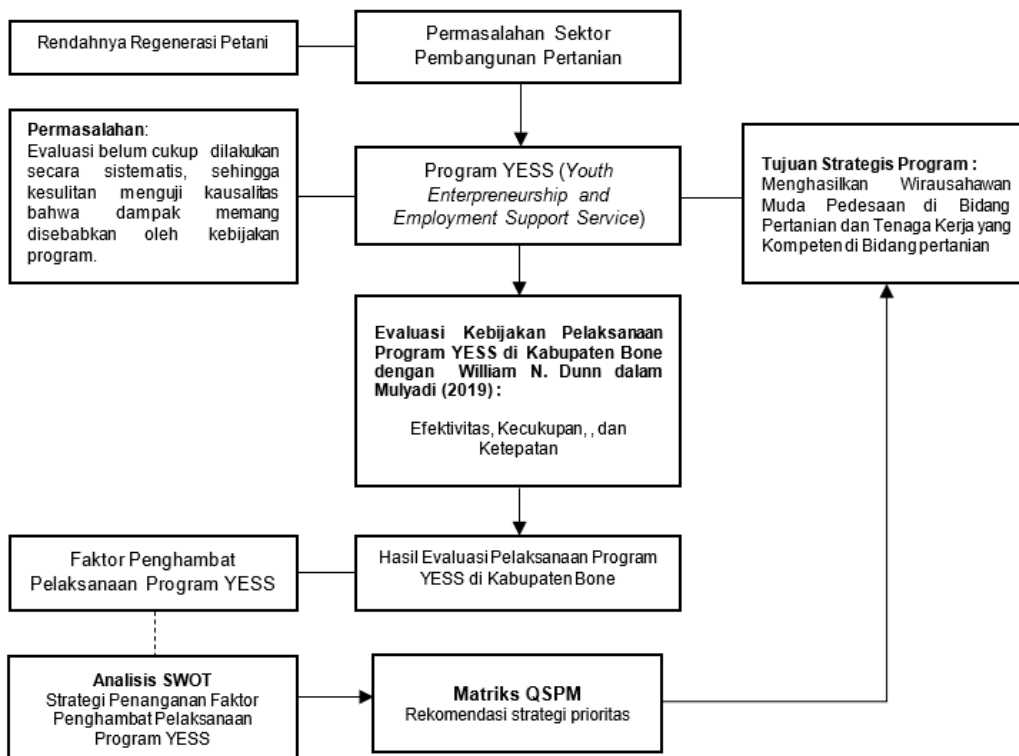 Rendahnya Regenerasi Petani
Permasalahan Sektor
Pembangunan Pertanian
Permasalahan:
Evaluasi belum cukup dilakukan
secara sistematis, sehingga
kesulitan menguji kausalitas
bahwa dampak memang
disebabkan oleh kebijakan
program.
Program YESS (Youth
Enterpreneurship and
Employment Support Service)
Tujuan Strategis Program :
Menghasilkan Wirausahawan
Muda Pedesaan di Bidang
Pertanian dan Tenaga Kerja yang
Kompeten di Bidang pertanian
Evaluasi Kebijakan Pelaksanaan
Program YESS di Kabupaten Bone
dengan William N. Dunn dalam
Mulyadi (2019) :
Efektivitas, Kecukupan, , dan
Ketepatan
Faktor Penghambat
Pelaksanaan Program YESS
Hasil Evaluasi Pelaksanaan Program
YESS di Kabupaten Bone
Analisis SWOT
Strategi Penanganan Faktor
Penghambat Pelaksanaan
Program YESS
Matriks QSPM
Rekomendasi strategi prioritas